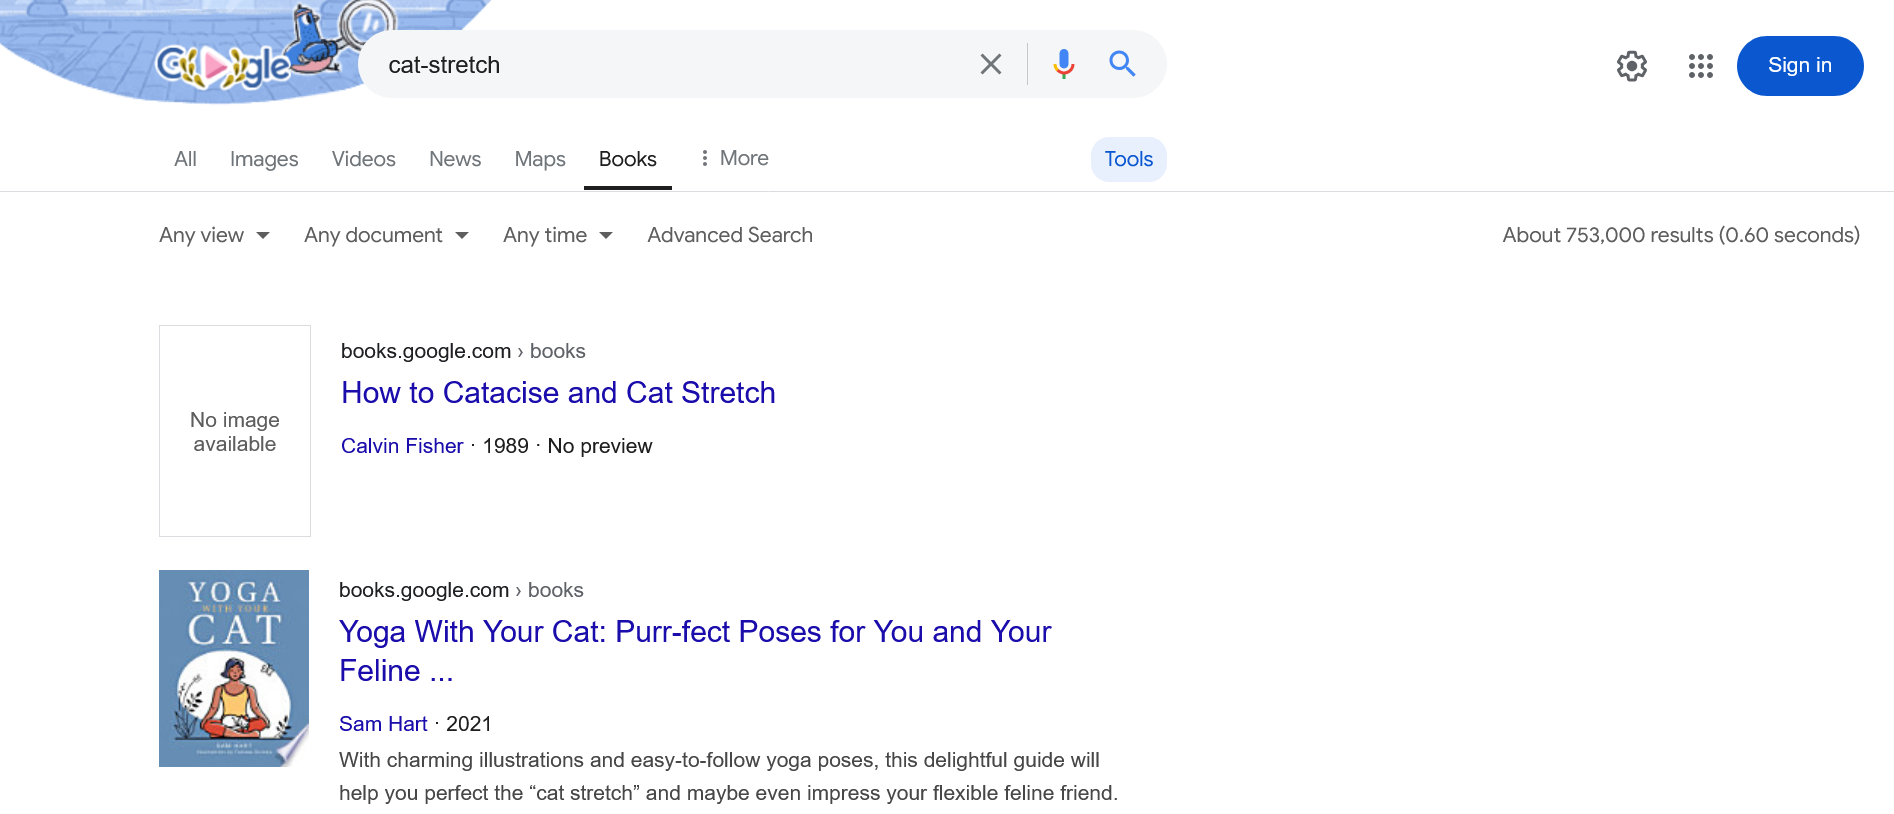 Google
cat-stretch
Sign in
All Images Videos News Maps Books More Tools
Any view Any document Any time Advanced Search About 753,000 results (0.60 seconds)
No image
available
books.google.com › books
How to Catacise and Cat Stretch
Calvin Fisher · 1989 · No preview
YOGA
WITH YOUR
CAT
SAM HART
books.google.com › books
Yoga With Your Cat: Purr-fect Poses for You and Your
Feline ...
Sam Hart · 2021
With charming illustrations and easy-to-follow yoga poses, this delightful guide will
help you perfect the “cat stretch” and maybe even impress your flexible feline friend.